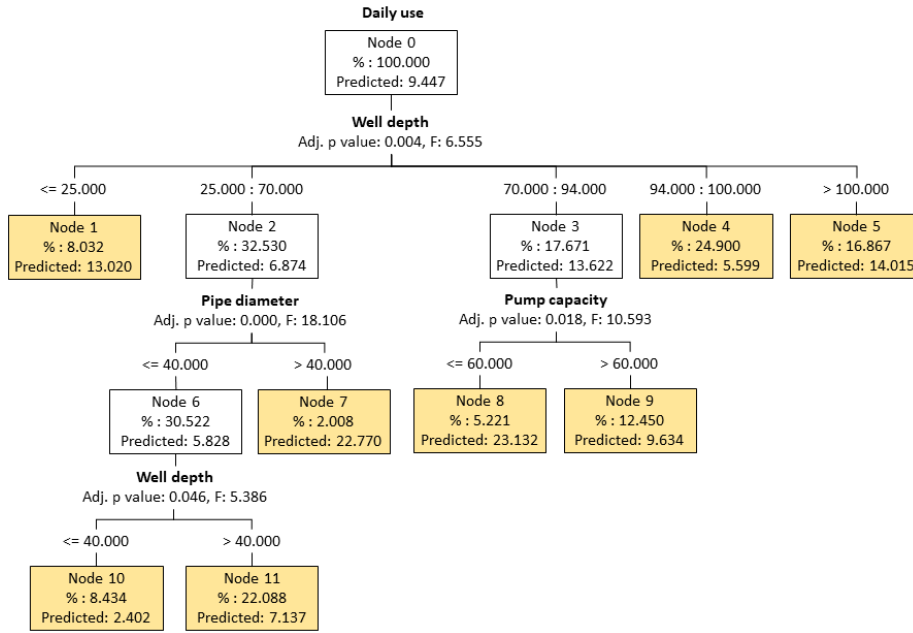 Daily use
Node 0
% : 100.000
Predicted: 9.447
Well depth
Adj. p value: 0.004, F: 6.555
<= 25.000
25.000 : 70.000
70.000 : 94.000
94.000 : 100.000
> 100.000
Node 1
% : 8.032
Predicted: 13.020
Node 2
% : 32.530
Predicted: 6.874
Node 3
% : 17.671
Predicted: 13.622
Node 4
% : 24.900
Predicted: 5.599
Node 5
% : 16.867
Predicted: 14.015
Pipe diameter
Adj. p value: 0.000, F: 18.106
Pump capacity
Adj. p value: 0.018, F: 10.593
<= 40.000
> 40.000
<= 60.000
> 60.000
Node 6
% : 30.522
Predicted: 5.828
Node 7
% : 2.008
Predicted: 22.770
Node 8
% : 5.221
Predicted: 23.132
Node 9
% : 12.450
Predicted: 9.634
Well depth
Adj. p value: 0.046, F: 5.386
<= 40.000
> 40.000
Node 10
% : 8.434
Predicted: 2.402
Node 11
% : 22.088
Predicted: 7.137